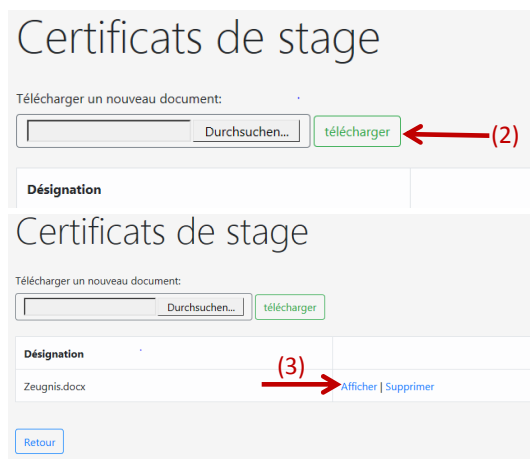 Certificats de stage
Télécharger un nouveau document:
Durchsuchen... télécharger (2)
Désignation
Certificats de stage
Télécharger un nouveau document:
Durchsuchen... télécharger
Désignation
(3)
Zeugnis.docx Afficher | Supprimer
Retour